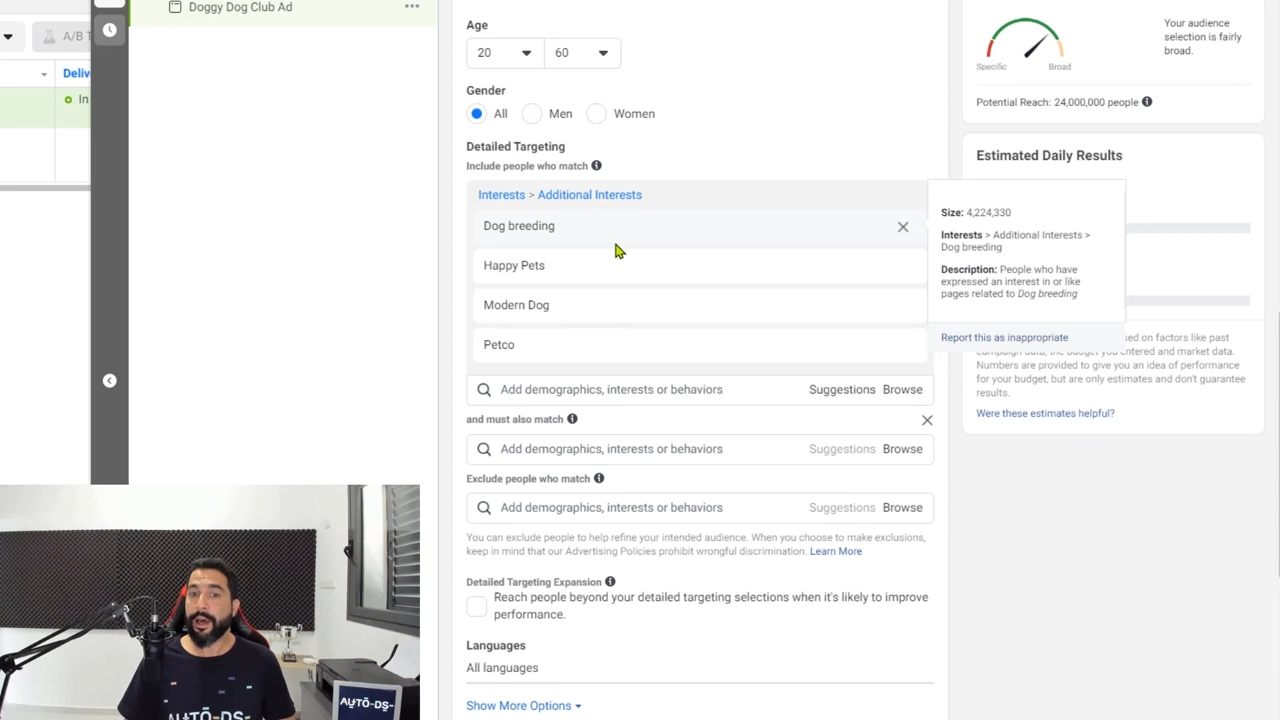 Doggy Dog Club Ad
A/B T
Deliv
In
Age
20
60
Gender
All
Men
Women
Detailed Targeting
Include people who match
Interests > Additional Interests
Dog breeding
Happy Pets
Modern Dog
Petco
Add demographics, interests or behaviors
Suggestions
Browse
and must also match
Add demographics, interests or behaviors
Suggestions
Browse
Exclude people who match
Add demographics, interests or behaviors
Suggestions
Browse
You can exclude people to help refine your intended audience. When you choose to make exclusions,
keep in mind that our Advertising Policies prohibit wrongful discrimination. Learn More
Detailed Targeting Expansion
Reach people beyond your detailed targeting selections when it's likely to improve
performance.
Languages
All languages
Show More Options
Specific
Broad
Your audience
selection is fairly
broad.
Potential Reach: 24,000,000 people
Estimated Daily Results
Size: 4,224,330
Interests > Additional Interests >
Dog breeding
Description: People who have
expressed an interest in or like
pages related to Dog breeding
Report this as inappropriate
ed on factors like past
campaign data, the budget you entered and market data.
Numbers are provided to give you an idea of performance
for your budget, but are only estimates and don't guarantee
results.
Were these estimates helpful?
AUTO-DS-
AUTO-DS-